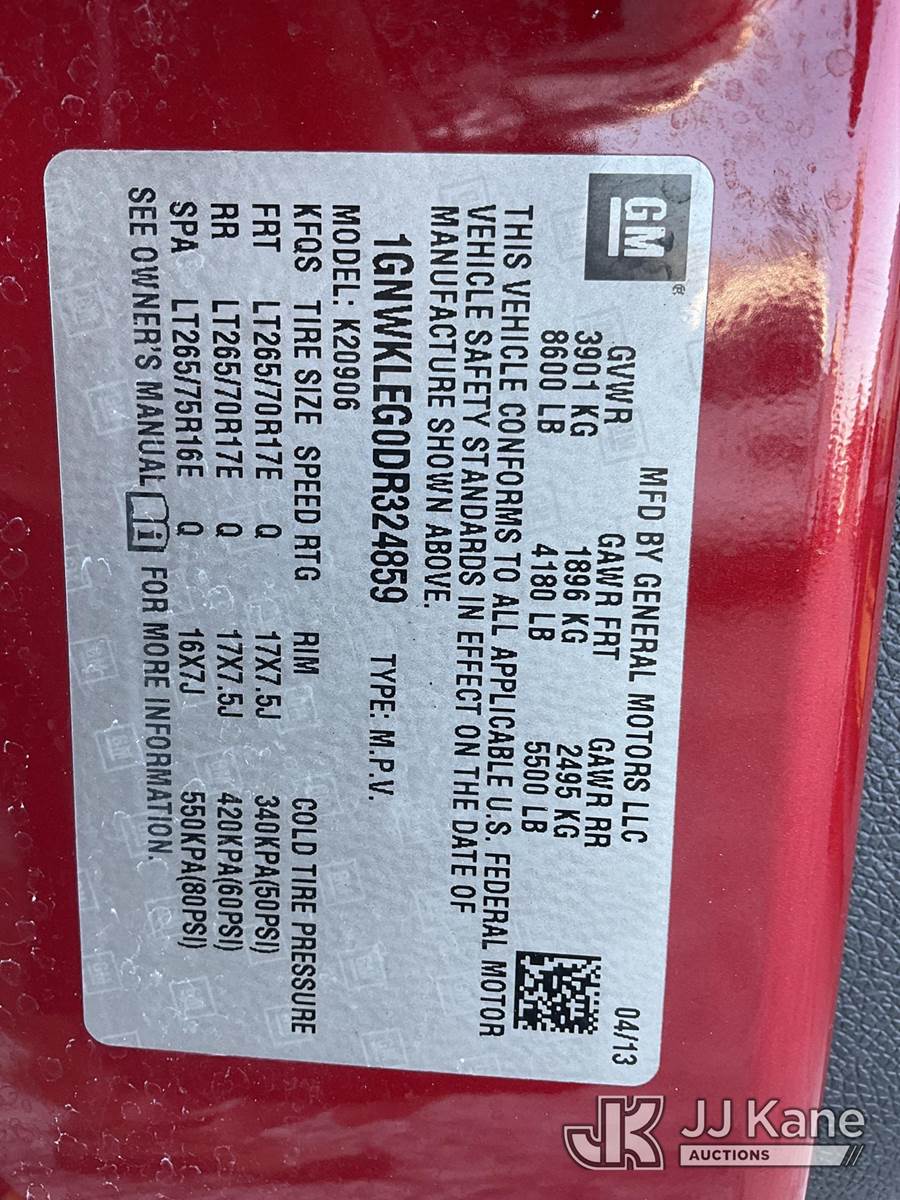 GM®
MFD BY GENERAL MOTORS LLC 04/13
GVWR GAWR FRT GAWR RR
3901 KG 1896 KG 2495 KG
8600 LB 4180 LB 5500 LB
THIS VEHICLE CONFORMS TO ALL APPLICABLE U.S. FEDERAL MOTOR
VEHICLE SAFETY STANDARDS IN EFFECT ON THE DATE OF
MANUFACTURE SHOWN ABOVE.
1GNWKLEG0DR324859 TYPE: M.P.V.
MODEL: K20906
KFQS TIRE SIZE SPEED RTG RIM COLD TIRE PRESSURE
FRT LT265/70R17E Q 17X7.5J 340KPA(50PSI)
RR LT265/70R17E Q 17X7.5J 420KPA(60PSI)
SPA LT265/75R16E Q 16X7J 550KPA(80PSI)
SEE OWNER'S MANUAL i FOR MORE INFORMATION.
JK JJ Kane
AUCTIONS